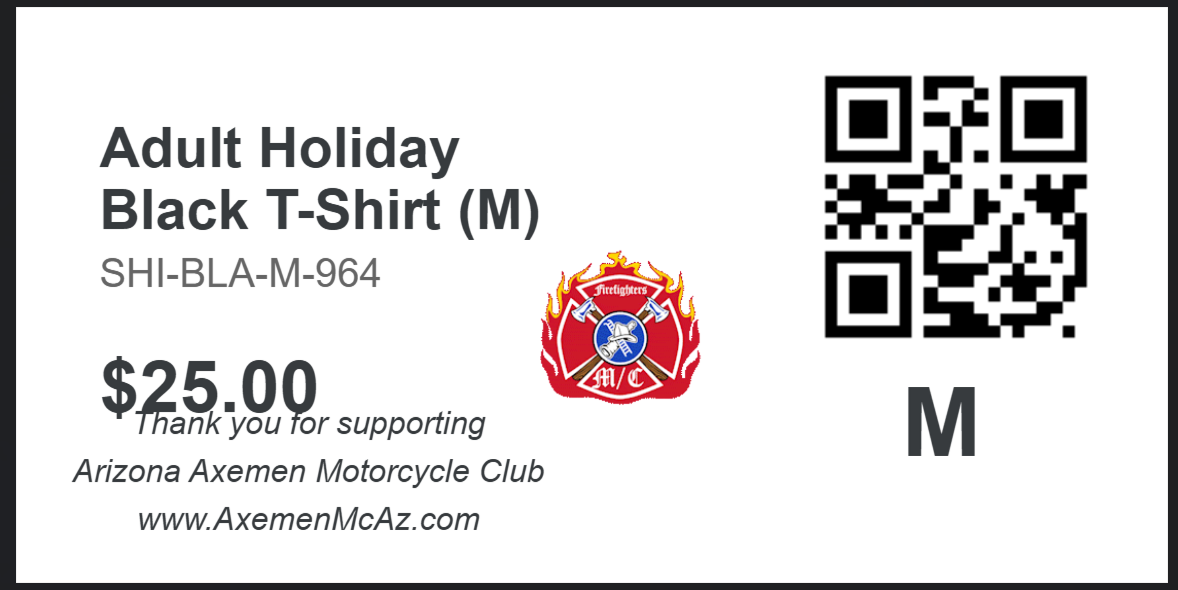 Adult Holiday
Black T-Shirt (M)
SHI-BLA-M-964
Firefighters
M/C
$25.00
Thank you for supporting
Arizona Axemen Motorcycle Club
www.AxemenMcAz.com
M